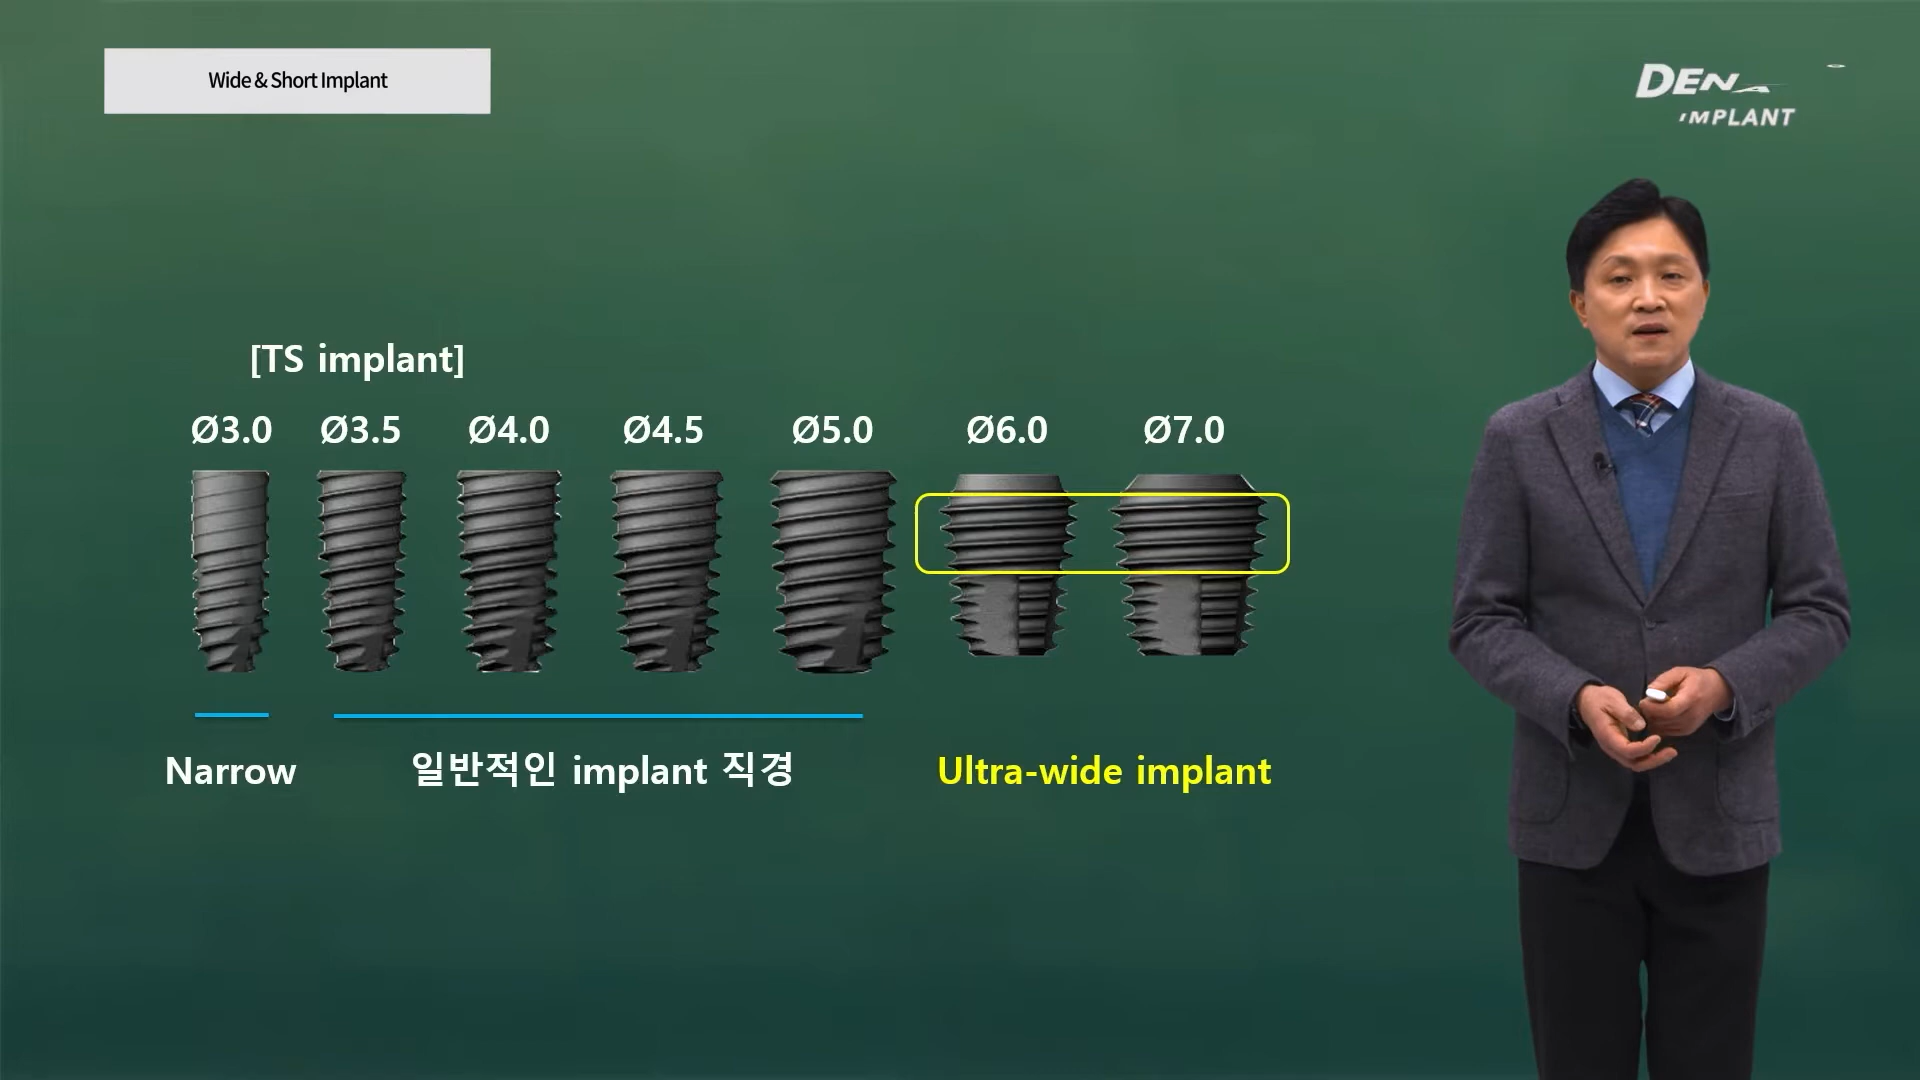 Wide & Short Implant
DEN
IMPLANT
[TS implant]
Ø3.0 Ø3.5 Ø4.0 Ø4.5 Ø5.0 Ø6.0 Ø7.0
Narrow 일반적인 implant 직경 Ultra-wide implant